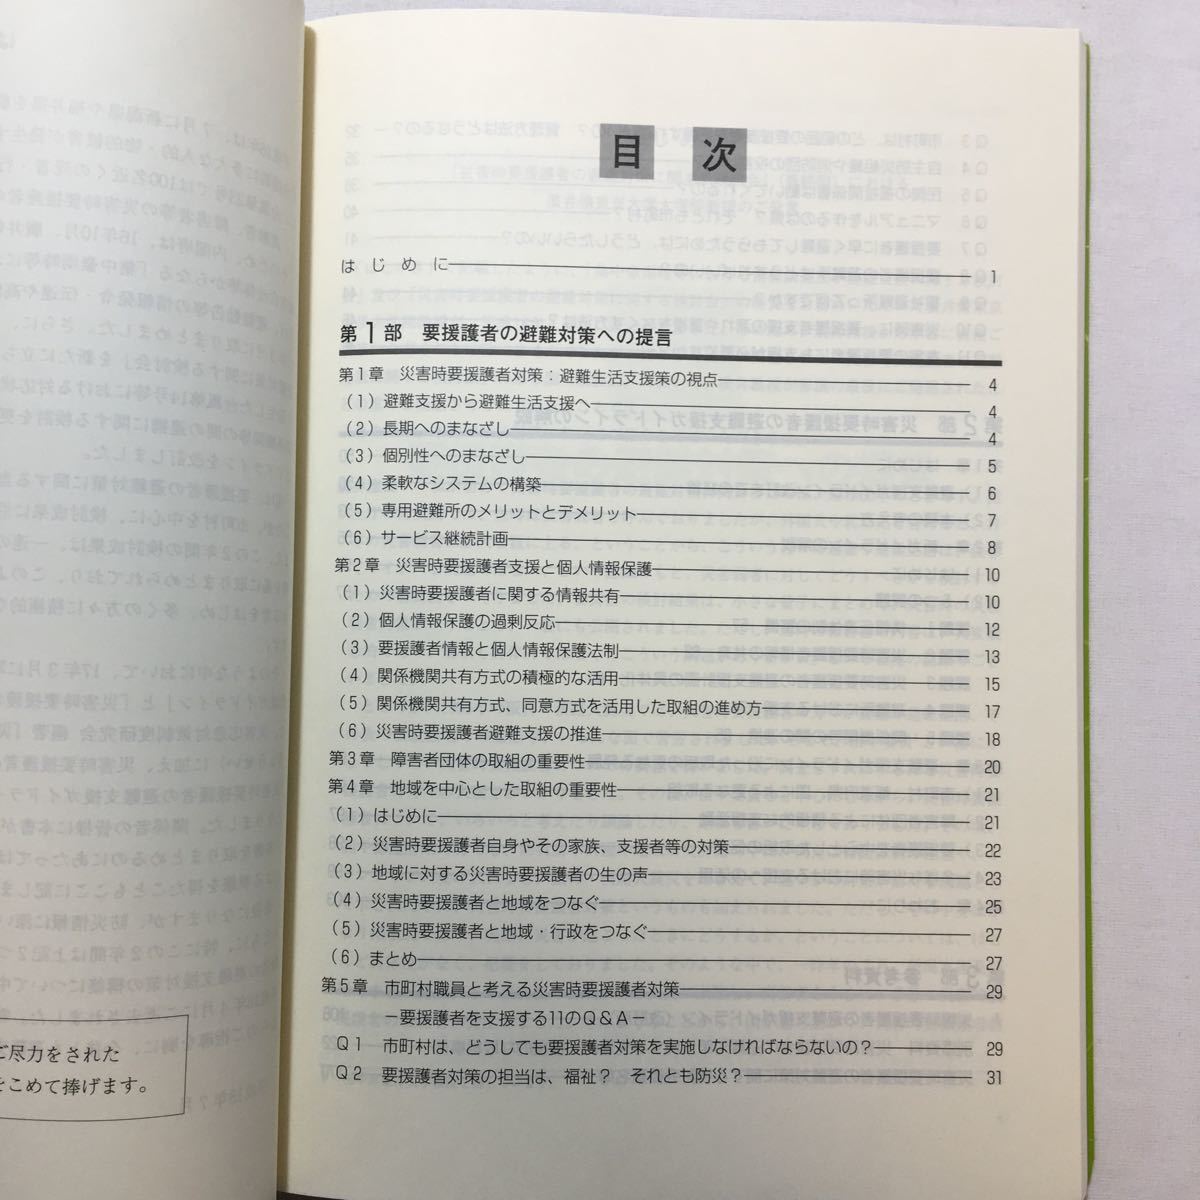 目次
はじめに 1
第1部 要援護者の避難対策への提言
第1章 災害時要援護者対策：避難生活支援策の視点 4
（1）避難支援から避難生活支援へ 4
（2）長期へのまなざし 4
（3）個別性へのまなざし 5
（4）柔軟なシステムの構築 6
（5）専用避難所のメリットとデメリット 7
（6）サービス継続計画 8
第2章 災害時要援護者支援と個人情報保護 10
（1）災害時要援護者に関する情報共有 10
（2）個人情報保護の過剰反応 12
（3）要援護者情報と個人情報保護法制 13
（4）関係機関共有方式の積極的な活用 15
（5）関係機関共有方式、同意方式を活用した取組の進め方 17
（6）災害時要援護者避難支援の推進 18
第3章 障害者団体の取組の重要性 20
第4章 地域を中心とした取組の重要性 21
（1）はじめに 21
（2）災害時要援護者自身やその家族、支援者等の対策 22
（3）地域に対する災害時要援護者の生の声 23
（4）災害時要援護者と地域をつなぐ 25
（5）災害時要援護者と地域・行政をつなぐ 27
（6）まとめ 27
第5章 市町村職員と考える災害時要援護者対策 29
－要援護者を支援する11のQ＆A－
Q1 市町村は、どうしても要援護者対策を実施しなければならないの？ 29
Q2 要援護者対策の担当は、福祉？ それとも防災？ 31
ご尽力をされた
をこめて捧げます。